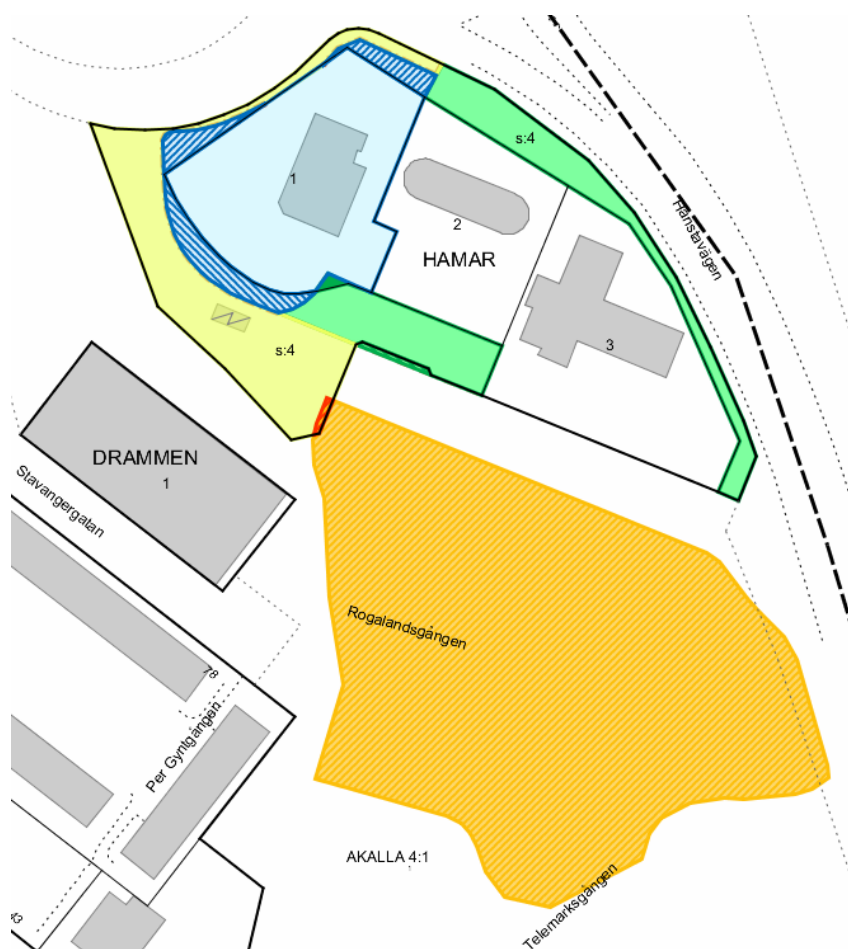 s:4
Hanstavägen
1
2
HAMAR
3
s:4
DRAMMEN
1
Stavangergatan
Rogalandsgången
78
Per Gyntgången
AKALLA 4:1
1
Telemarksgången
43